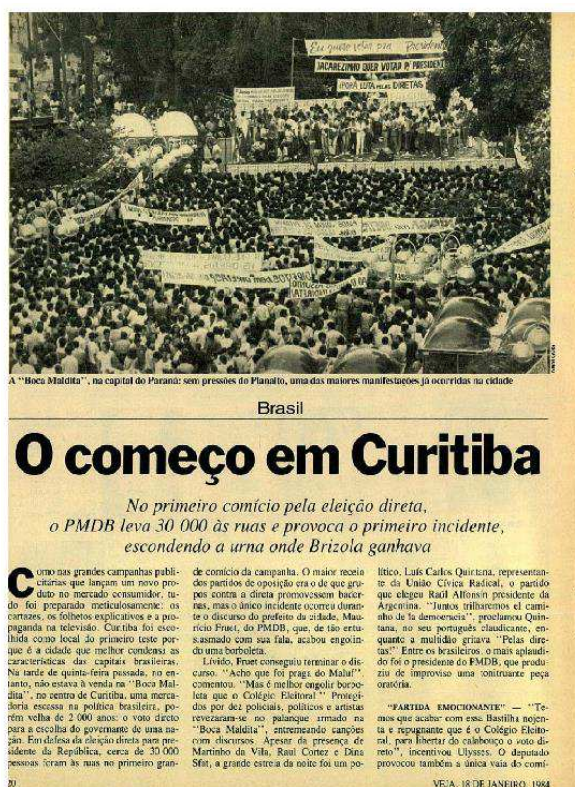 Eu quero votar pra Presidente
JACAREZINHO QUER VOTAR P/ PRESIDENTE
IPORÃ LUTA PELAS DIRETAS
A "Boca Maldita", na capital do Paraná: sem pressões do Planalto, uma das maiores manifestações já ocorridas na cidade
Brasil
O começo em Curitiba
No primeiro comício pela eleição direta,
o PMDB leva 30 000 às ruas e provoca o primeiro incidente,
escondendo a urna onde Brizola ganhava
Como nas grandes campanhas publi-
citárias que lançam um novo pro-
duto no mercado consumidor, tu-
do foi preparado meticulosamente: os
cartazes, os folhetos explicativos e a pro-
paganda na televisão. Curitiba foi esco-
lhida como local do primeiro teste por-
que é a cidade que melhor condensa as
características das capitais brasileiras.
Na tarde de quinta-feira passada, no en-
tanto, não estava à venda na "Boca Mal-
dita", no centro de Curitiba, uma merca-
doria escassa na política brasileira, po-
rém velha de 2 000 anos: o voto direto
para a escolha do governante de uma na-
ção. Em defesa da eleição direta para pre-
sidente da República, cerca de 30 000
pessoas foram às ruas no primeiro gran-
de comício da campanha. O maior receio
dos partidos de oposição era o de que gru-
pos contra a direta promovessem bader-
nas, mas o único incidente ocorreu duran-
te o discurso do prefeito da cidade, Mau-
rício Fruet, do PMDB, que, de tão entu-
siasmado com sua fala, acabou engolin-
do uma borboleta.
Lívido, Fruet conseguiu terminar o dis-
curso. "Acho que foi praga do Maluf",
comentou. "Mas é melhor engolir borbo-
leta que o Colégio Eleitoral." Protegi-
dos por dez policiais, políticos e artistas
revezaram-se no palanque armado na
"Boca Maldita", entremeando canções
com discursos. Apesar da presença de
Martinho da Vila, Raul Cortez e Dina
Sfat, a grande estrela da noite foi um po-
lítico, Luís Carlos Quintana, representan-
te da União Cívica Radical, o partido
que elegeu Raúl Alfonsín presidente da
Argentina. "Juntos trilharemos el cami-
nho de la democracia", proclamou Quin-
tana, no seu português claudicante, en-
quanto a multidão gritava "Pelas dire-
tas!" Entre os brasileiros, o mais aplaudi-
do foi o presidente do PMDB, que produ-
ziu de improviso uma tonitruante peça
oratória.
"PARTIDA EMOCIONANTE" — "Te-
mos que acabar com essa Bastilha nojen-
ta e repugnante que é o Colégio Eleito-
ral, para libertar do calabouço o voto di-
reto", incentivou Ulysses. O deputado
provocou também a única vaia do comí-
20
VEJA, 18 DE JANEIRO, 1984